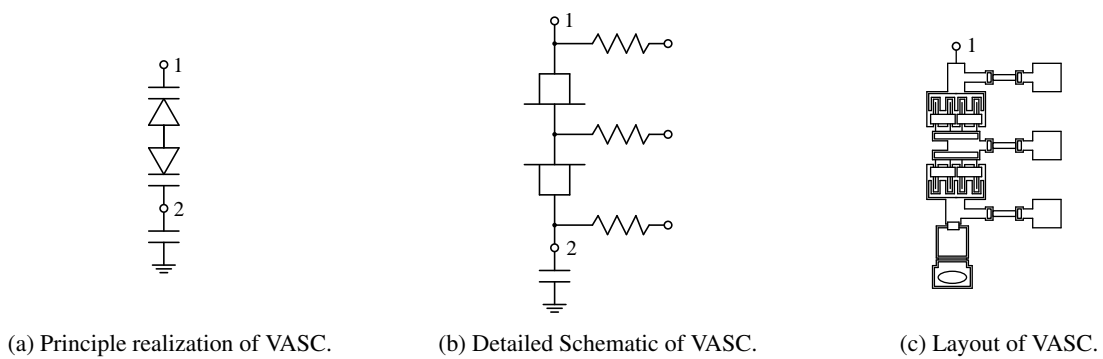 1
2
1
2
1
(a) Principle realization of VASC.
(b) Detailed Schematic of VASC.
(c) Layout of VASC.